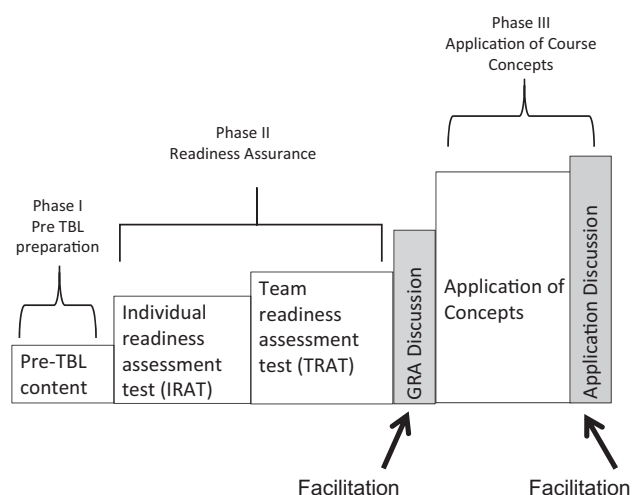 Phase III
Application of Course
Concepts
Phase II
Readiness Assurance
Phase I
Pre TBL
preparation
Pre-TBL
content
Individual
readiness
assessment
test (IRAT)
Team
readiness
assessment
test (TRAT)
GRA Discussion
Application of
Concepts
Application Discussion
Facilitation
Facilitation